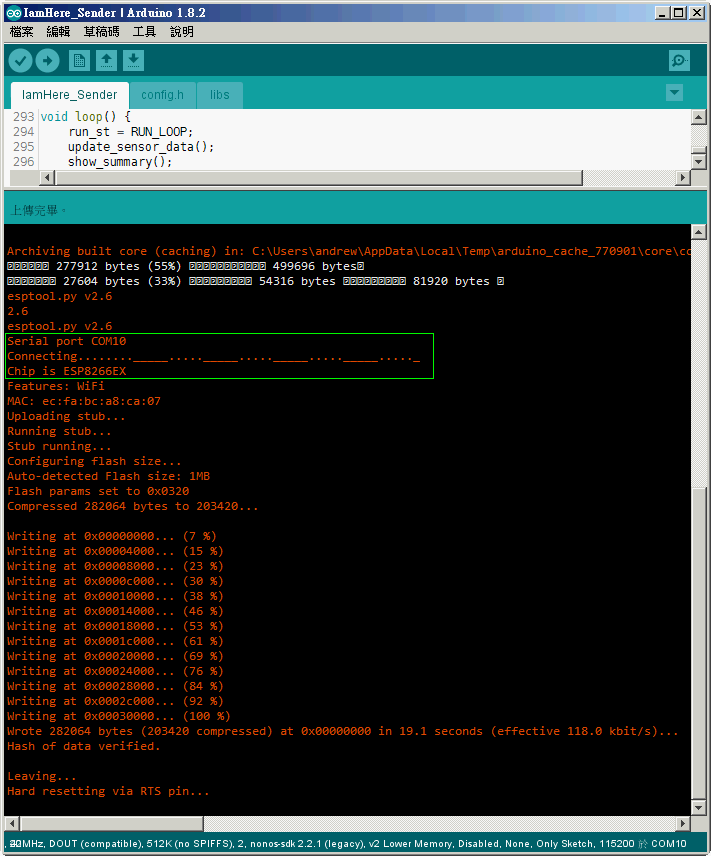 IamHere_Sender | Arduino 1.8.2
檔案 編輯 草稿碼 工具 說明
IamHere_Sender config.h libs
293 void loop() {
294 run_st = RUN_LOOP;
295 update_sensor_data();
296 show_summary();
上傳完畢。
Archiving built core (caching) in: C:\Users\andrew\AppData\Local\Temp\arduino_cache_770901\core\co
277912 bytes (55%) 499696 bytes
27604 bytes (33%) 54316 bytes 81920
esptool.py v2.6
2.6
esptool.py v2.6
Serial port COM10
Connecting........_____....._____....._____....._____....._
Chip is ESP8266EX
Features: WiFi
MAC: ec:fa:bc:a8:ca:07
Uploading stub...
Running stub...
Stub running...
Configuring flash size...
Auto-detected Flash size: 1MB
Flash params set to 0x0320
Compressed 282064 bytes to 203420...
Writing at 0x00000000... (7 %)
Writing at 0x00004000... (15 %)
Writing at 0x00008000... (23 %)
Writing at 0x0000c000... (30 %)
Writing at 0x00010000... (38 %)
Writing at 0x00014000... (46 %)
Writing at 0x00018000... (53 %)
Writing at 0x0001c000... (61 %)
Writing at 0x00020000... (69 %)
Writing at 0x00024000... (76 %)
Writing at 0x00028000... (84 %)
Writing at 0x0002c000... (92 %)
Writing at 0x00030000... (100 %)
Wrote 282064 bytes (203420 compressed) at 0x00000000 in 19.1 seconds (effective 118.0 kbit/s)...
Hash of data verified.
Leaving...
Hard resetting via RTS pin...
DOUT (compatible), 512K (no SPIFFS), 2, nonos-sdk 2.2.1 (legacy), v2 Lower Memory, Disabled, None, Only Sketch, 115200 於 COM10